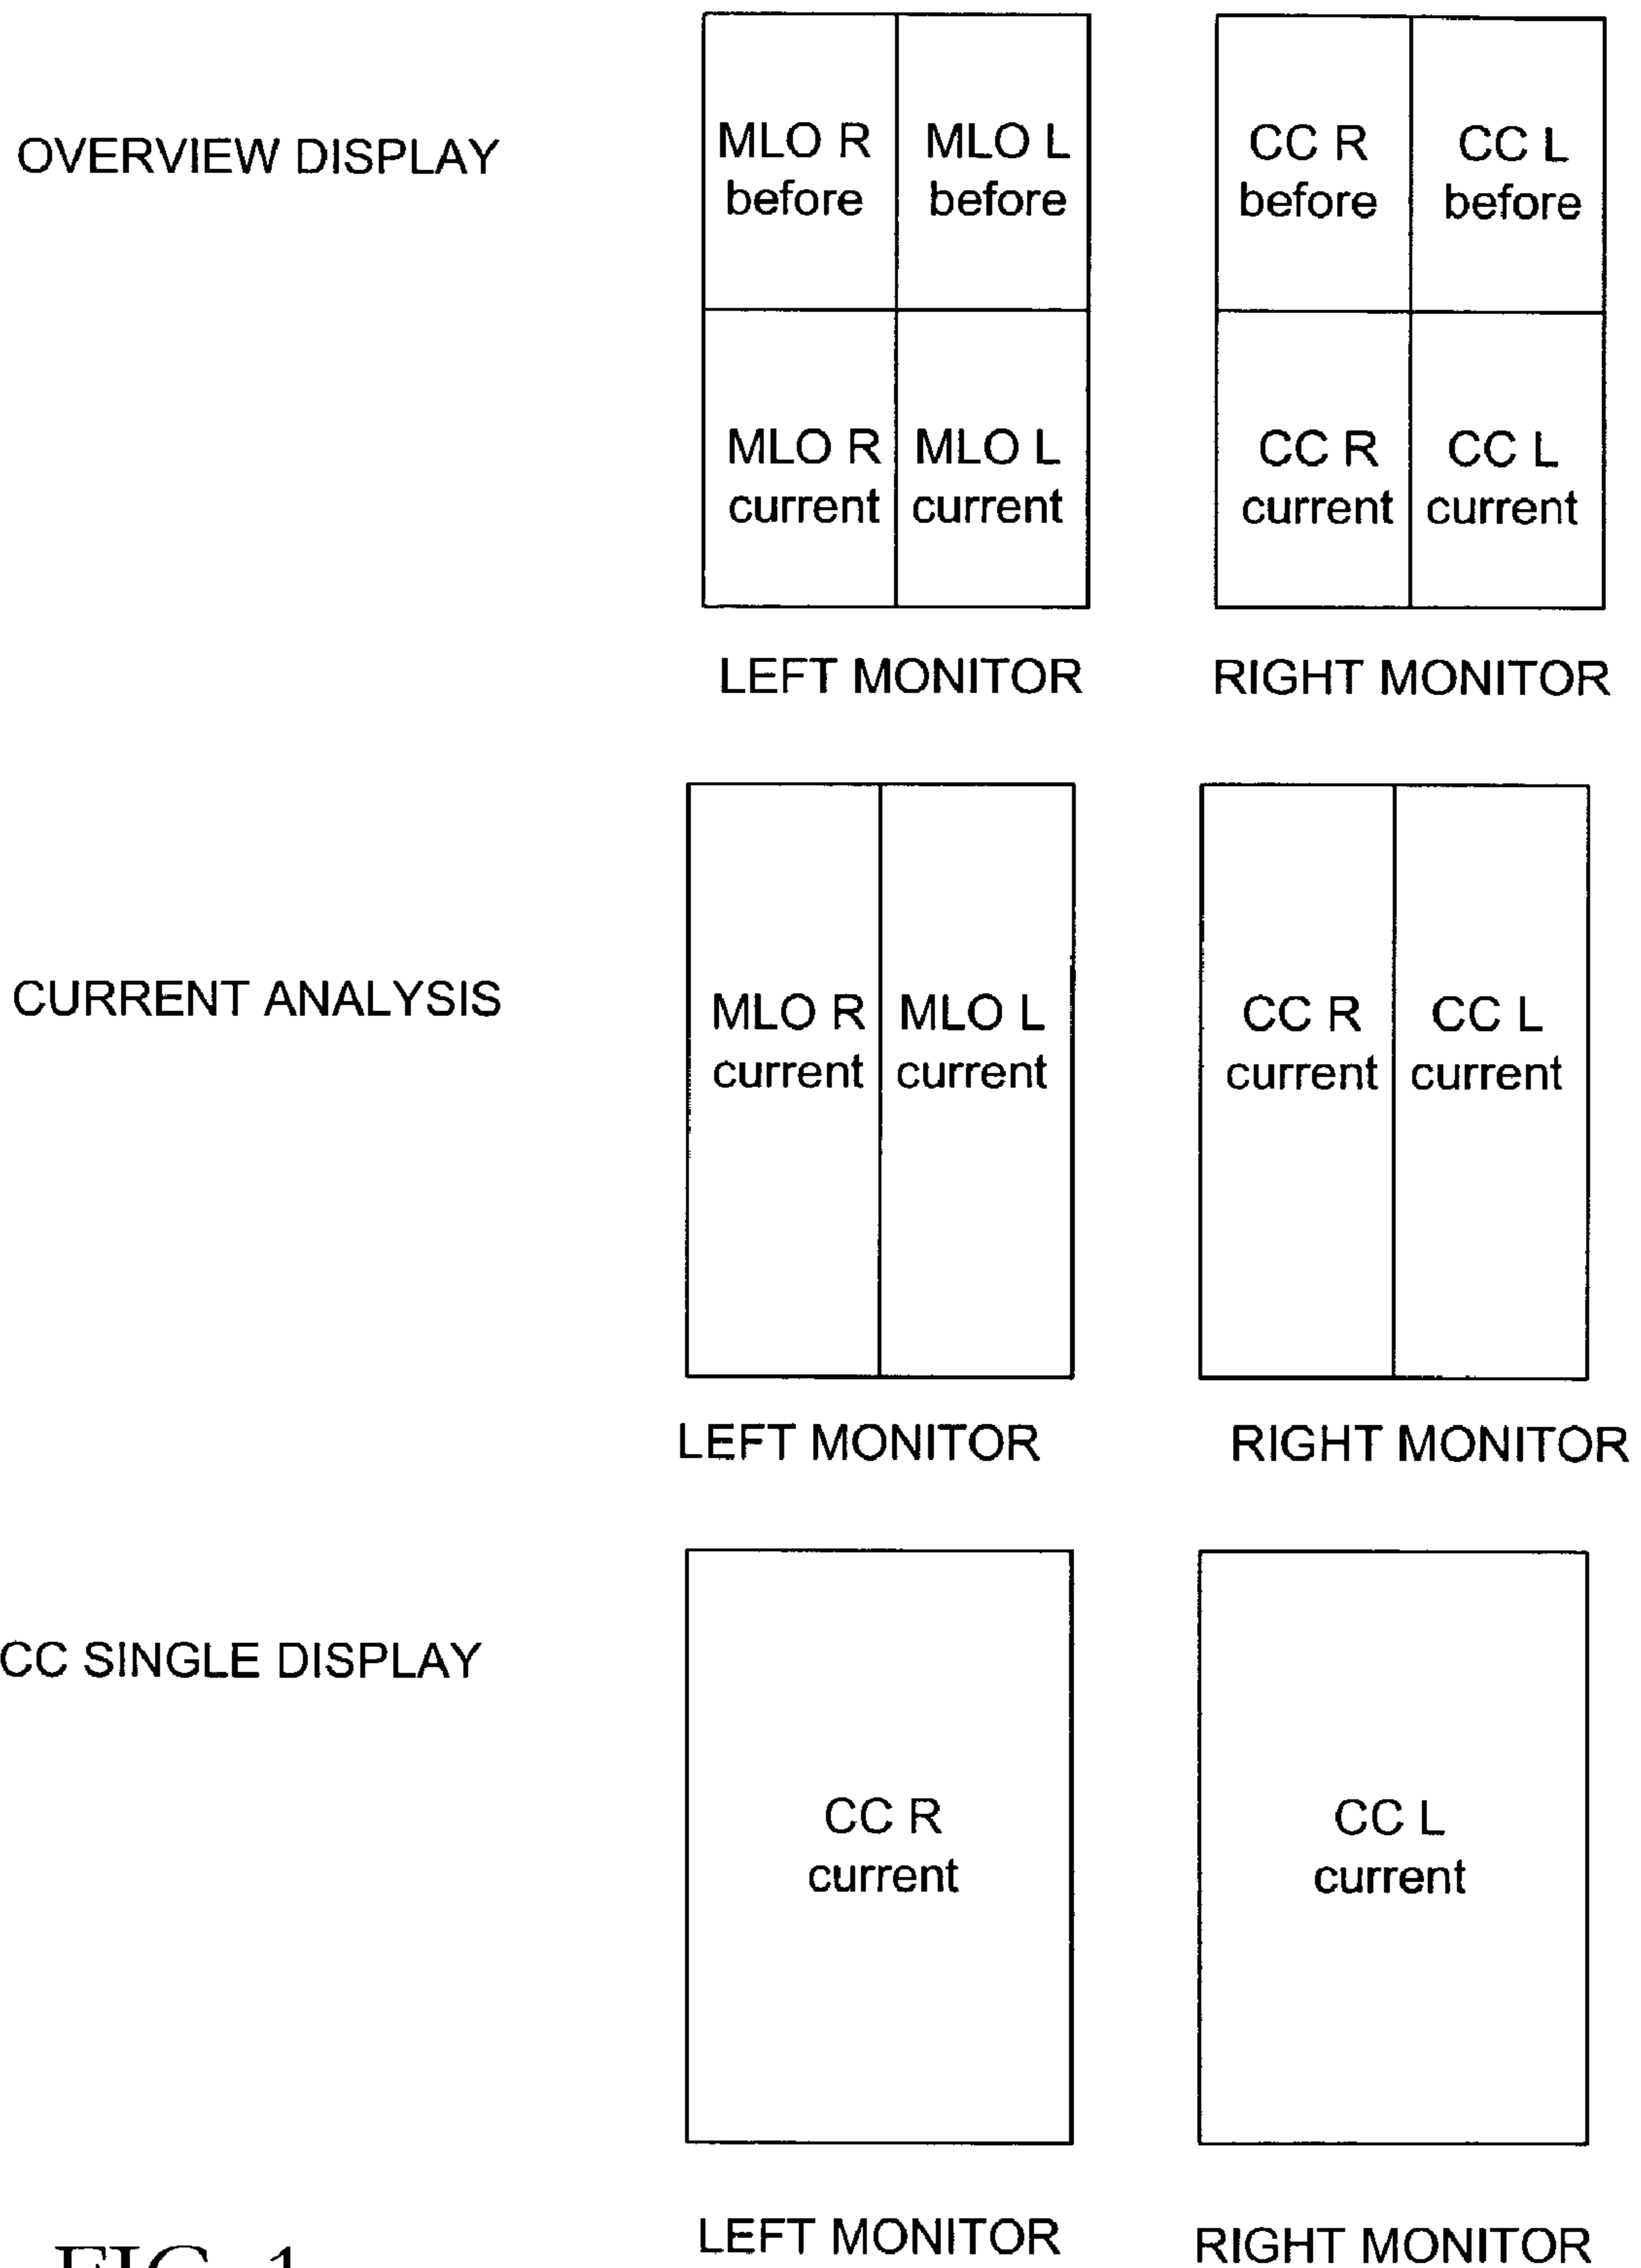 OVERVIEW DISPLAY
MLO R before
MLO L before
CC R before
CC L before
MLO R current
MLO L current
CC R current
CC L current
LEFT MONITOR
RIGHT MONITOR
CURRENT ANALYSIS
MLO R current
MLO L current
CC R current
CC L current
LEFT MONITOR
RIGHT MONITOR
CC SINGLE DISPLAY
CC R current
CC L current
LEFT MONITOR
RIGHT MONITOR
FIG. 1